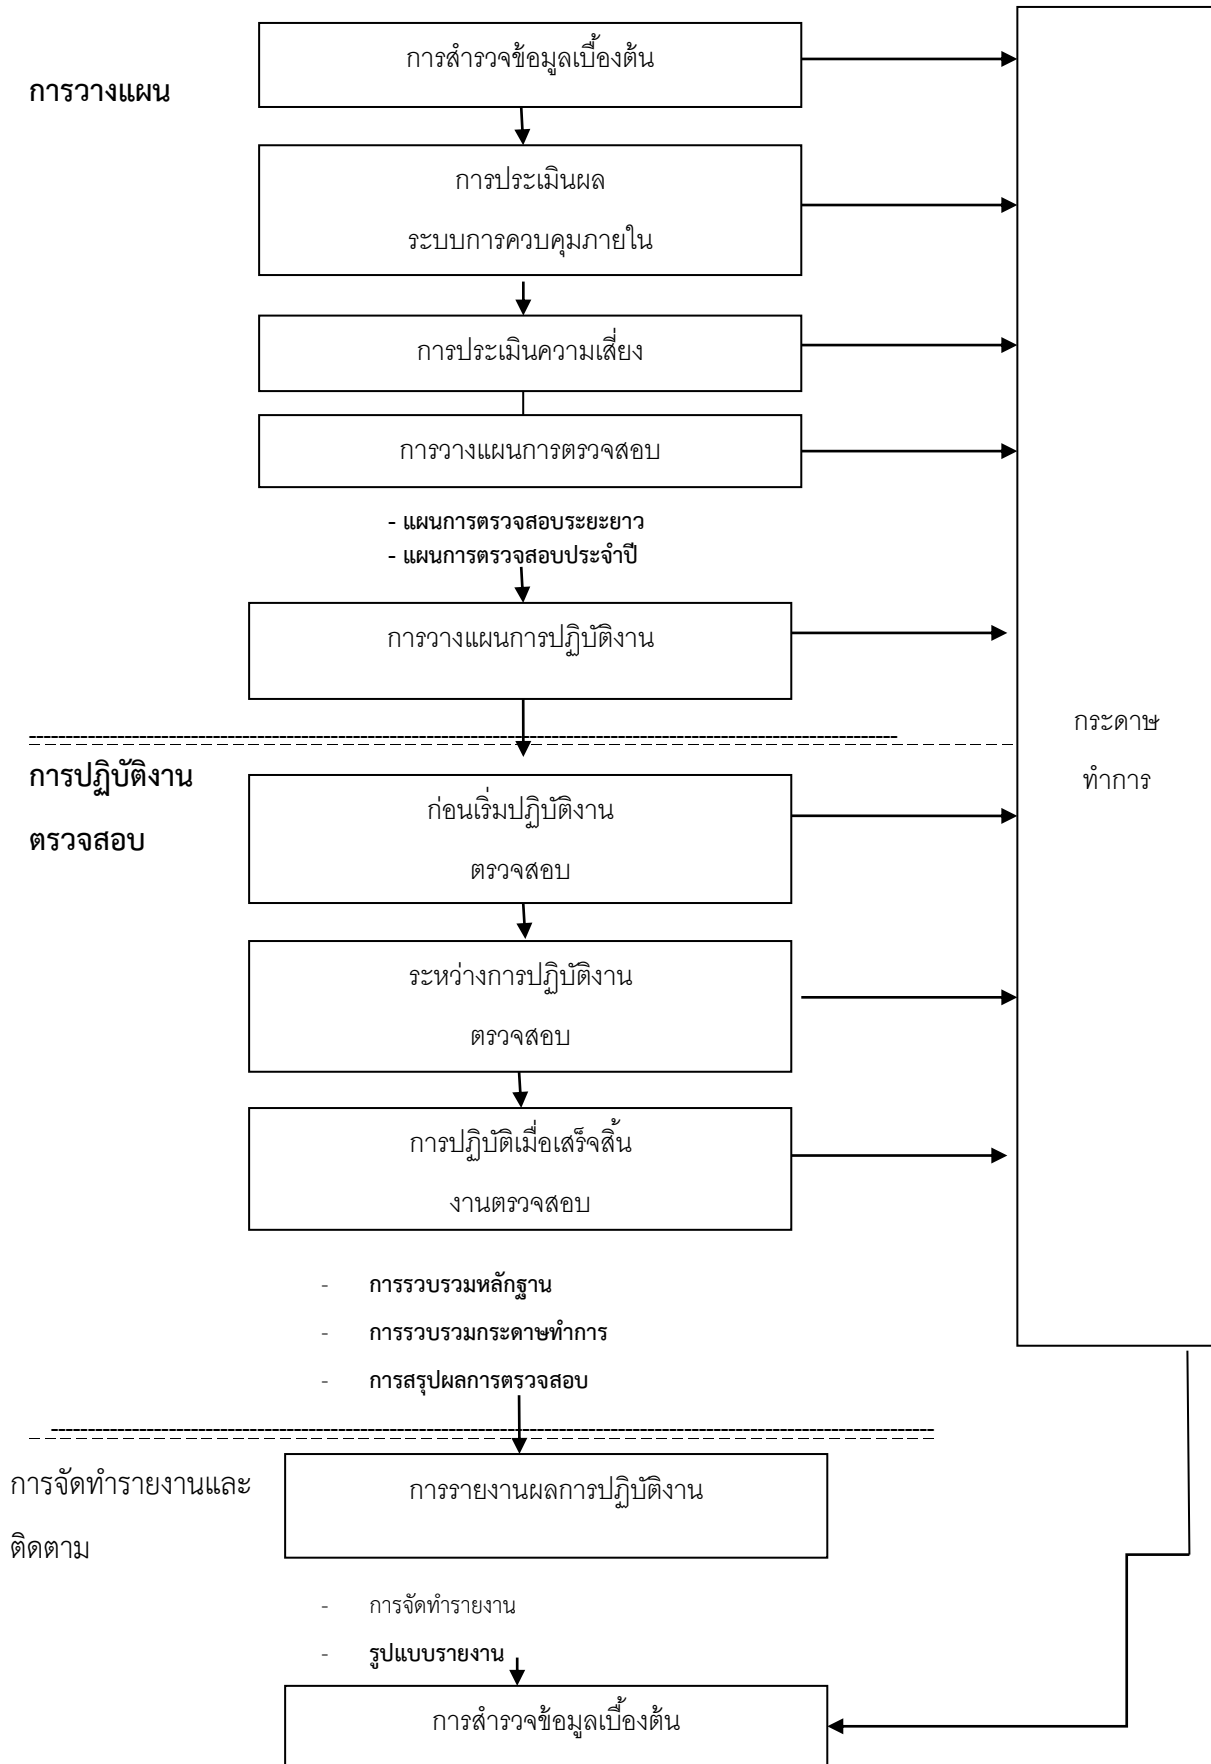 การสำรวจข้อมูลเบื้องต้น
การวางแผน
การประเมินผล
ระบบการควบคุมภายใน
การประเมินความเสี่ยง
การวางแผนการตรวจสอบ
- แผนการตรวจสอบระยะยาว
- แผนการตรวจสอบประจำปี
การวางแผนการปฏิบัติงาน
กระดาษ
ทำการ
การปฏิบัติงาน
ตรวจสอบ
ก่อนเริ่มปฏิบัติงาน
ตรวจสอบ
ระหว่างการปฏิบัติงาน
ตรวจสอบ
การปฏิบัติเมื่อเสร็จสิ้น
งานตรวจสอบ
- การรวบรวมหลักฐาน
- การรวบรวมกระดาษทำการ
- การสรุปผลการตรวจสอบ
การจัดทำรายงานและ
ติดตาม
การรายงานผลการปฏิบัติงาน
- การจัดทำรายงาน
- รูปแบบรายงาน
การสำรวจข้อมูลเบื้องต้น